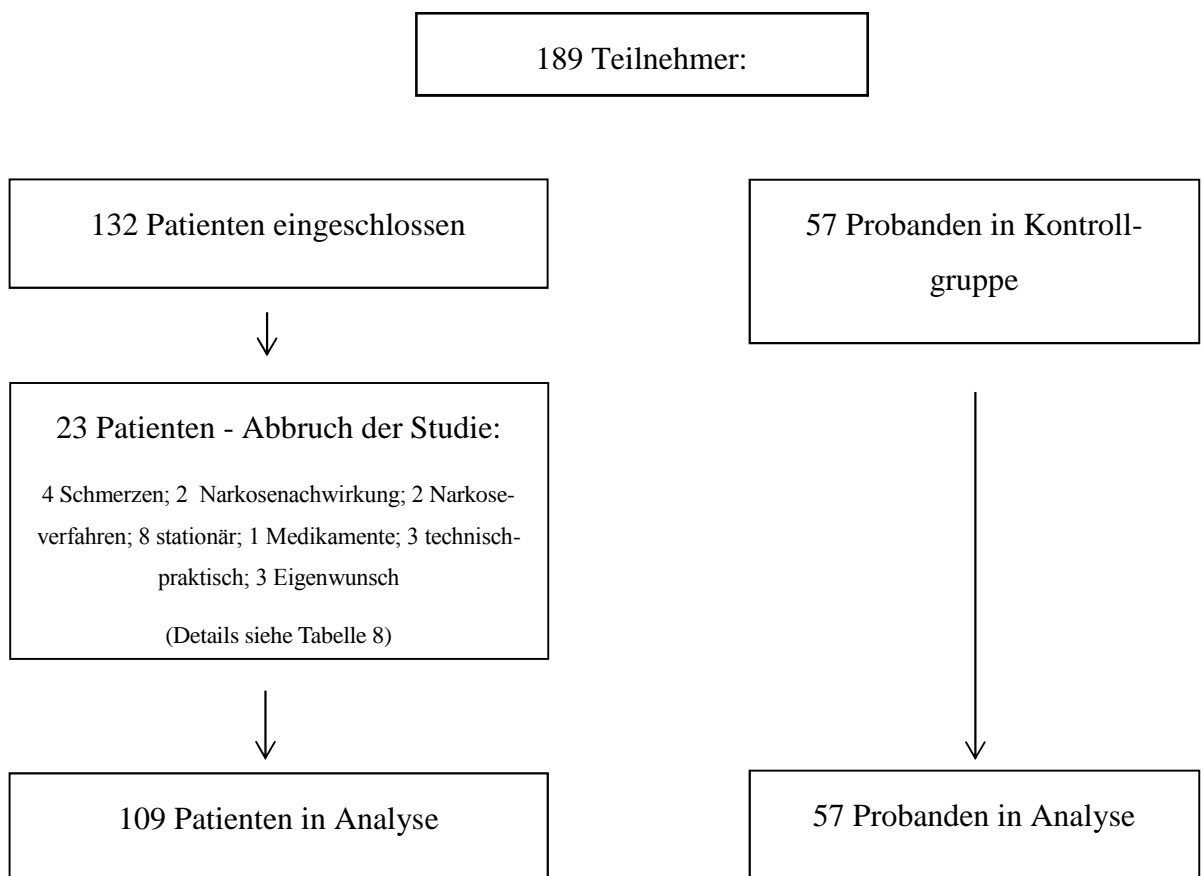 189 Teilnehmer:
132 Patienten eingeschlossen
57 Probanden in Kontroll-
gruppe
23 Patienten - Abbruch der Studie:
4 Schmerzen; 2 Narkosenachwirkung; 2 Narkose-
verfahren; 8 stationär; 1 Medikamente; 3 technisch-
praktisch; 3 Eigenwunsch
(Details siehe Tabelle 8)
109 Patienten in Analyse
57 Probanden in Analyse